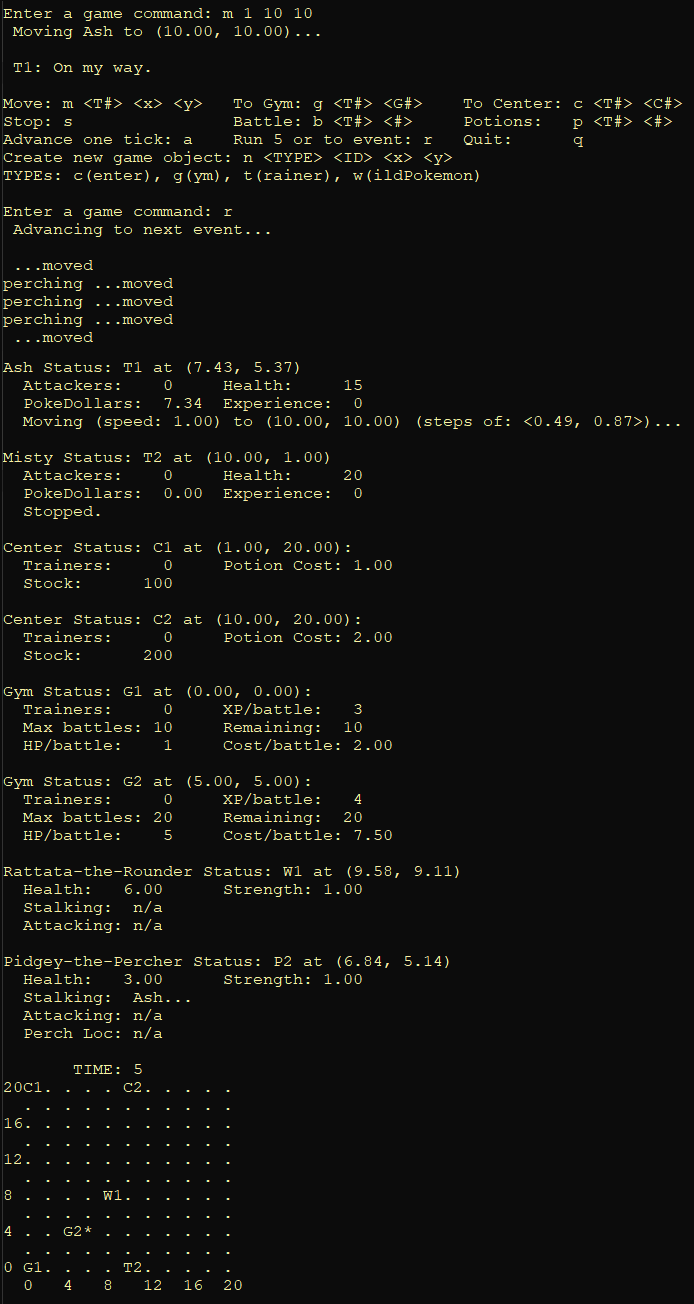 Enter a game command: m 1 10 10
 Moving Ash to (10.00, 10.00)...

 T1: On my way.

Move: m <T#> <x> <y>   To Gym: g <T#> <G#>    To Center: c <T#> <C#>
Stop: s                Battle: b <T#> <#>     Potions:   p <T#> <#>
Advance one tick: a    Run 5 or to event: r   Quit:      q
Create new game object: n <TYPE> <ID> <x> <y>
TYPEs: c(enter), g(ym), t(rainer), w(ildPokemon)

Enter a game command: r
 Advancing to next event...

 ...moved
perching ...moved
perching ...moved
perching ...moved
 ...moved
Ash Status: T1 at (7.43, 5.37)
  Attackers:    0     Health:     15
  PokeDollars:  7.34  Experience:  0
  Moving (speed: 1.00) to (10.00, 10.00) (steps of: <0.49, 0.87>)...

Misty Status: T2 at (10.00, 1.00)
  Attackers:    0     Health:     20
  PokeDollars:  0.00  Experience:  0
  Stopped.

Center Status: C1 at (1.00, 20.00):
  Trainers:     0     Potion Cost: 1.00
  Stock:      100

Center Status: C2 at (10.00, 20.00):
  Trainers:     0     Potion Cost: 2.00
  Stock:      200

Gym Status: G1 at (0.00, 0.00):
  Trainers:     0     XP/battle:   3
  Max battles: 10     Remaining:  10
  HP/battle:    1     Cost/battle: 2.00

Gym Status: G2 at (5.00, 5.00):
  Trainers:     0     XP/battle:   4
  Max battles: 20     Remaining:  20
  HP/battle:    5     Cost/battle: 7.50

Rattata-the-Rounder Status: W1 at (9.58, 9.11)
  Health:   6.00      Strength: 1.00
  Stalking:  n/a
  Attacking: n/a

Pidgey-the-Percher Status: P2 at (6.84, 5.14)
  Health:   3.00      Strength: 1.00
  Stalking:  Ash...
  Attacking: n/a
  Perch Loc: n/a

       TIME: 5
20C1. . . . C2. . . . .
  . . . . . . . . . . .
16. . . . . . . . . . .
  . . . . . . . . . . .
12. . . . . . . . . . .
  . . . . . . . . . . .
8 . . . . W1. . . . . .
  . . . . . . . . . . .
4 . . G2* . . . . . . .
  . . . . . . . . . . .
0 G1. . . . T2. . . . .
  0   4   8   12  16  20